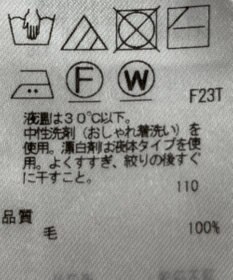 F
W
F23T
液温は30℃以下。
中性洗剤（おしゃれ着洗い）を
使用。漂白剤は液体タイプを使
用。よくすすぎ、絞りの後すぐ
に干すこと。
110
品質
毛 100%